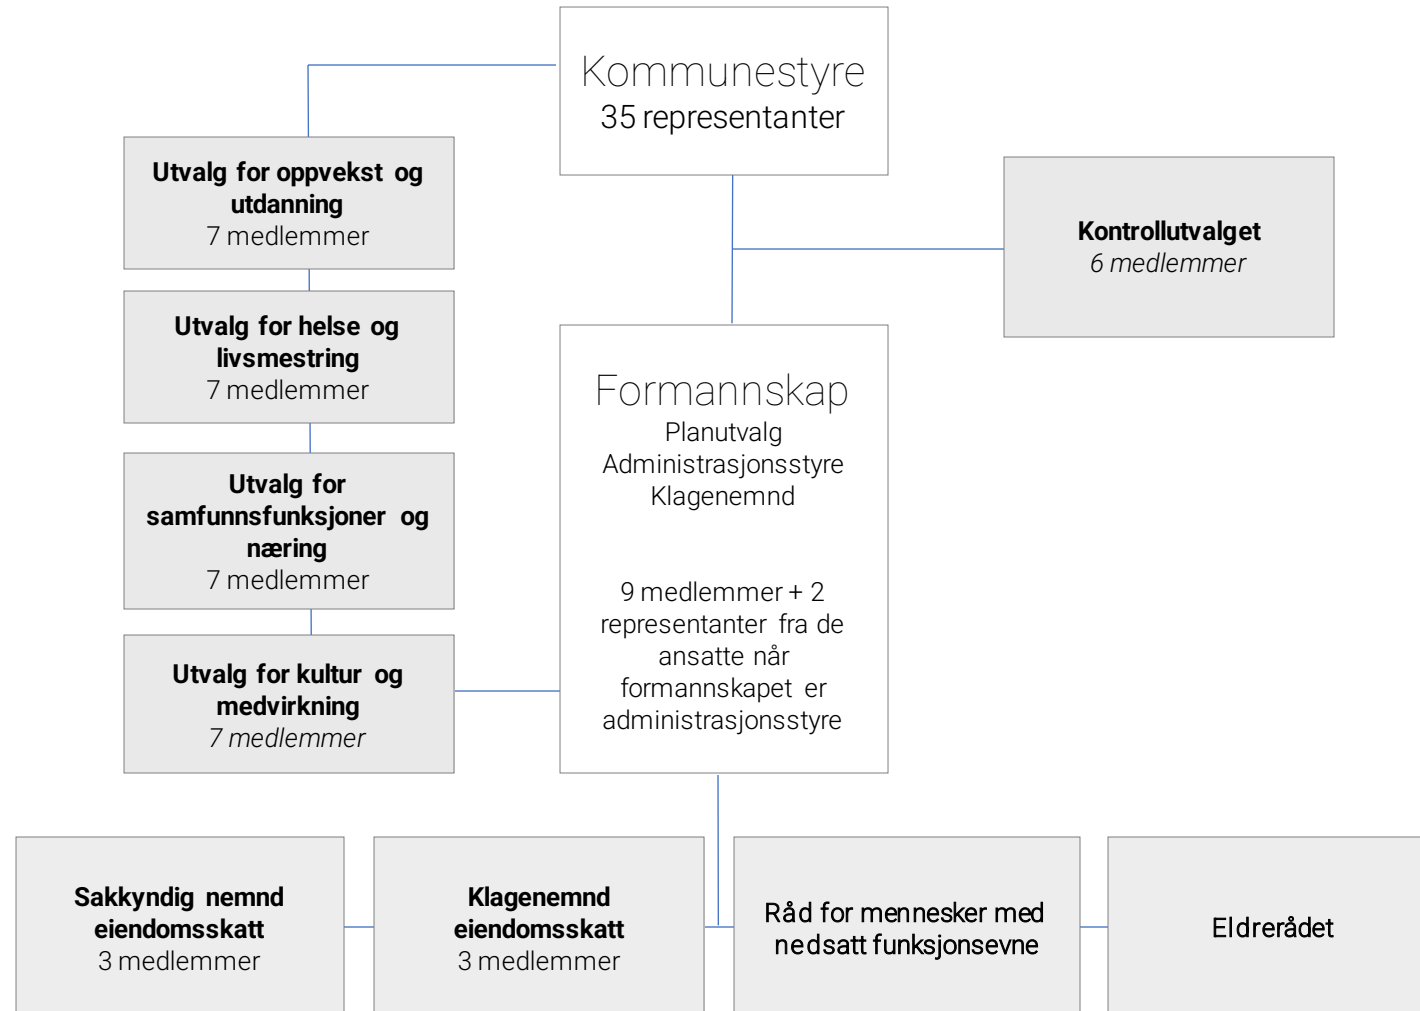 Kommunestyre
35 representanter
Utvalg for oppvekst og
utdanning
7 medlemmer
Kontrollutvalget
6 medlemmer
Utvalg for helse og
livsmestring
7 medlemmer
Formannskap
Planutvalg
Administrasjonsstyre
Klagenemnd
9 medlemmer + 2
representanter fra de
ansatte når
formannskapet er
administrasjonsstyre
Utvalg for
samfunnsfunksjoner og
næring
7 medlemmer
Utvalg for kultur og
medvirkning
7 medlemmer
Sakkyndig nemnd
eiendomsskatt
3 medlemmer
Klagenemnd
eiendomsskatt
3 medlemmer
Råd for mennesker med
nedsatt funksjonsevne
Eldrerådet